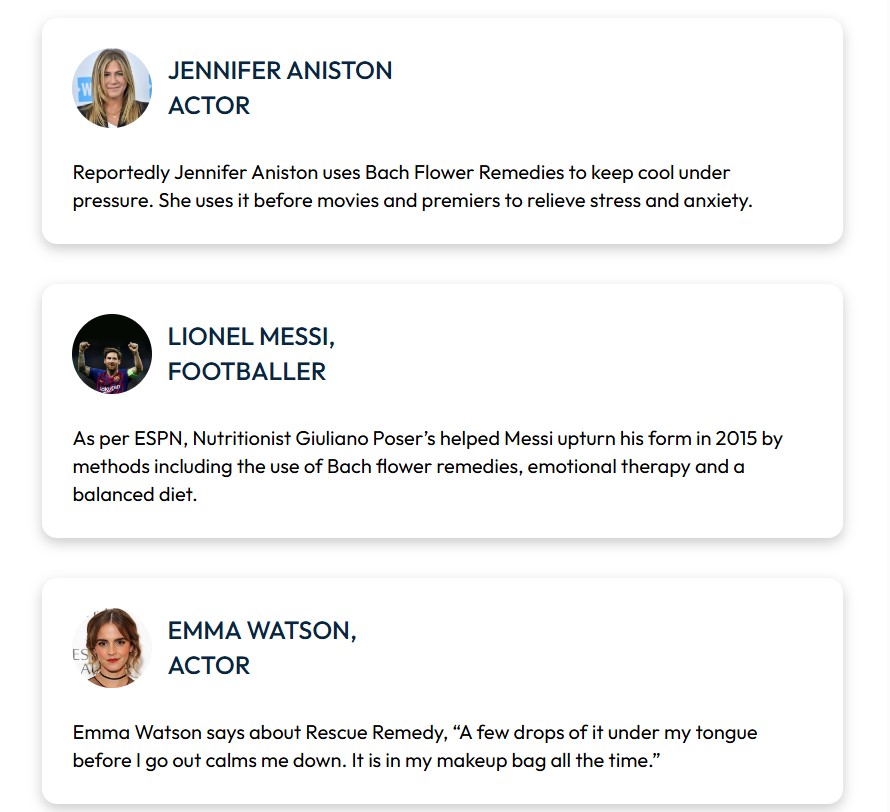 JENNIFER ANISTON
ACTOR
Reportedly Jennifer Aniston uses Bach Flower Remedies to keep cool under
pressure. She uses it before movies and premiers to relieve stress and anxiety.
LIONEL MESSI,
FOOTBALLER
As per ESPN, Nutritionist Giuliano Poser’s helped Messi upturn his form in 2015 by
methods including the use of Bach flower remedies, emotional therapy and a
balanced diet.
EMMA WATSON,
ACTOR
Emma Watson says about Rescue Remedy, “A few drops of it under my tongue
before I go out calms me down. It is in my makeup bag all the time.”